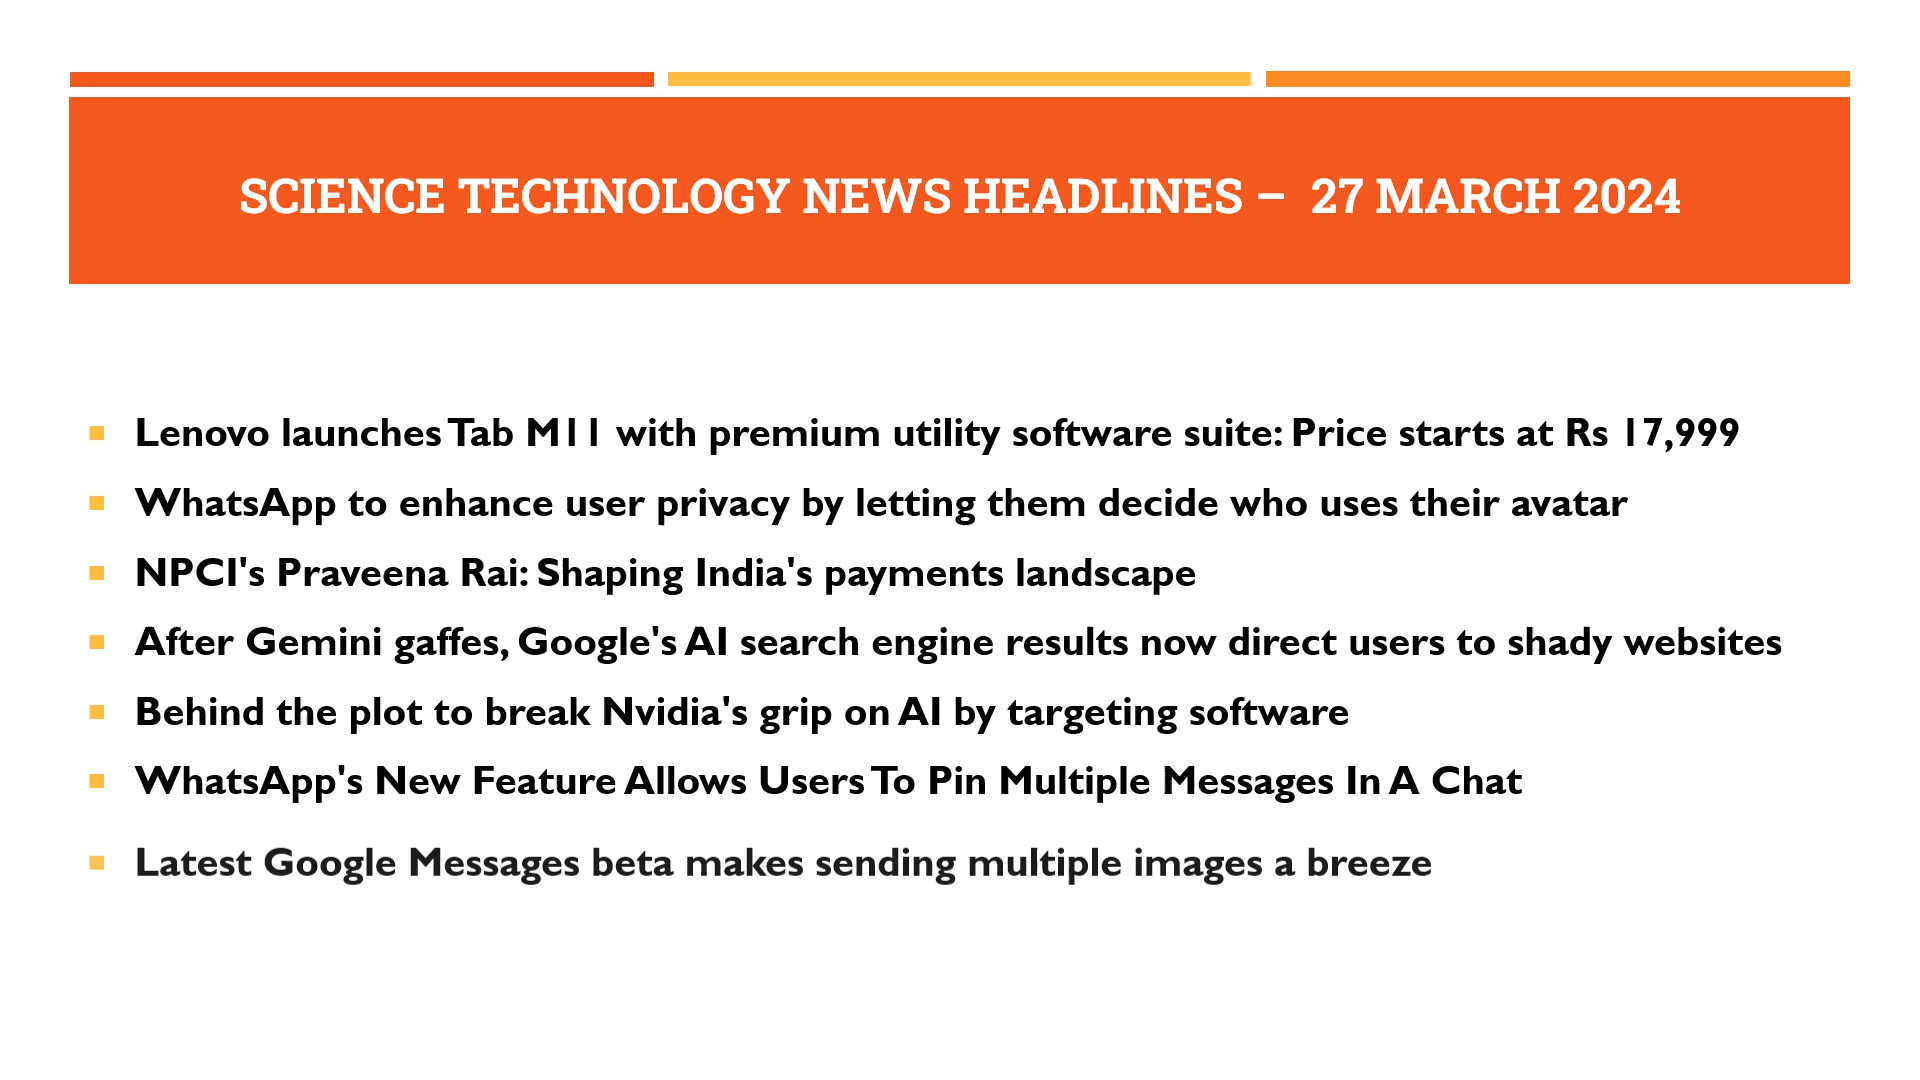 SCIENCE TECHNOLOGY NEWS HEADLINES – 27 MARCH 2024
Lenovo launches Tab M11 with premium utility software suite: Price starts at Rs 17,999
WhatsApp to enhance user privacy by letting them decide who uses their avatar
NPCI's Praveena Rai: Shaping India's payments landscape
After Gemini gaffes, Google's AI search engine results now direct users to shady websites
Behind the plot to break Nvidia's grip on AI by targeting software
WhatsApp's New Feature Allows Users To Pin Multiple Messages In A Chat
Latest Google Messages beta makes sending multiple images a breeze